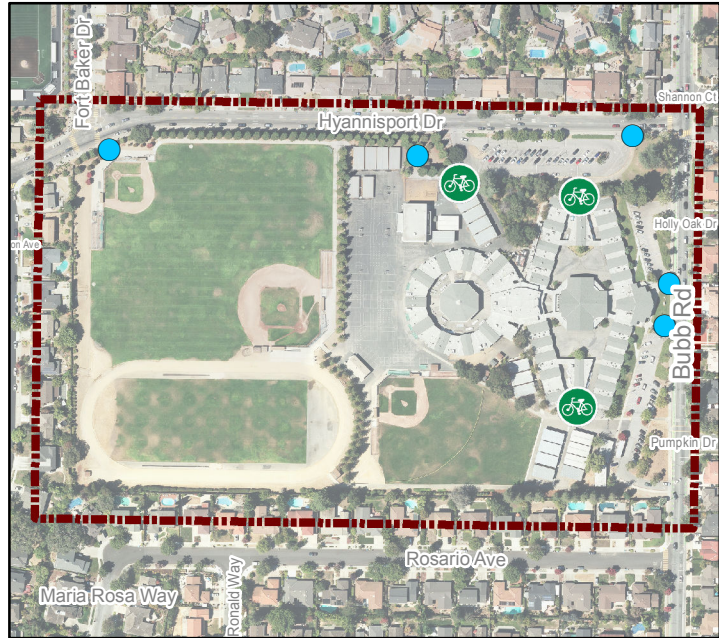 Fort Baker Dr
Shannon Ct
Hyannisport Dr
Holly Oak Dr
on Ave
Bubb Rd
Pumpkin Dr
Rosario Ave
Maria Rosa Way
Ronald Way